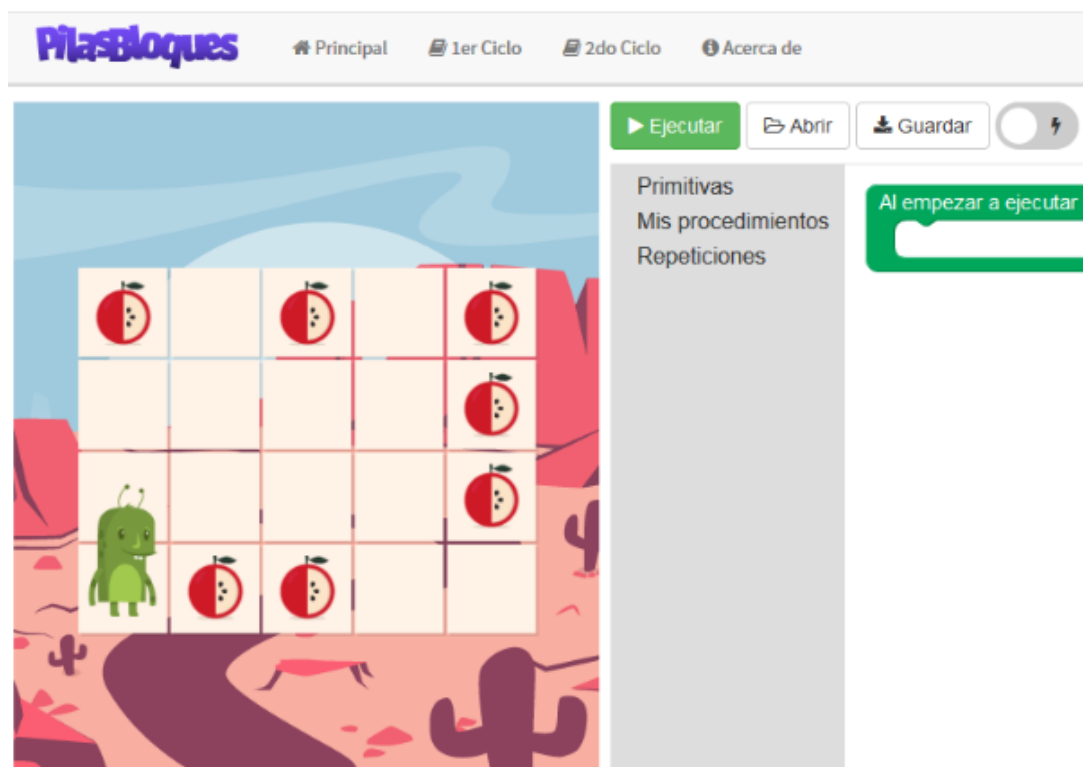 PilasBloques
Principal
1er Ciclo
2do Ciclo
Acerca de
Ejecutar
Abrir
Guardar
Primitivas
Mis procedimientos
Repeticiones
Al empezar a ejecutar